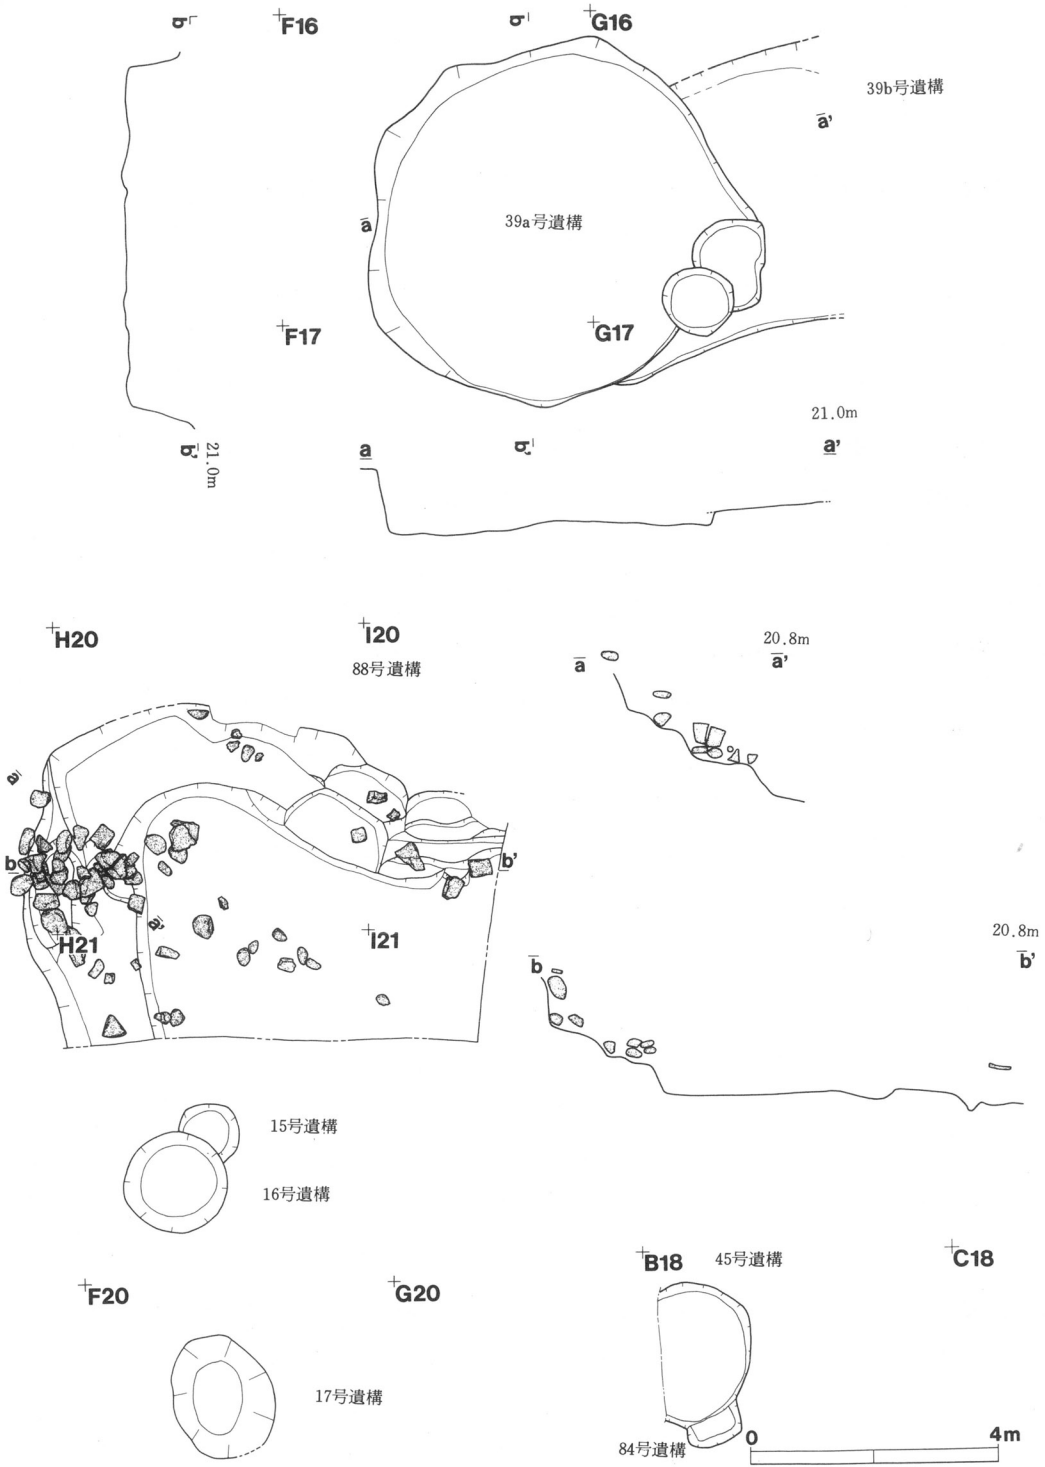 b
F16
b
G16
39b号遺構
a'
39a号遺構
a
F17
G17
21.0m
b'
21.0m
a
b'
a'
H20
I20
88号遺構
20.8m
a
a'
a
b
b'
a'
H21
I21
20.8m
b
b'
15号遺構
16号遺構
B18
45号遺構
C18
F20
G20
17号遺構
84号遺構
0
4m